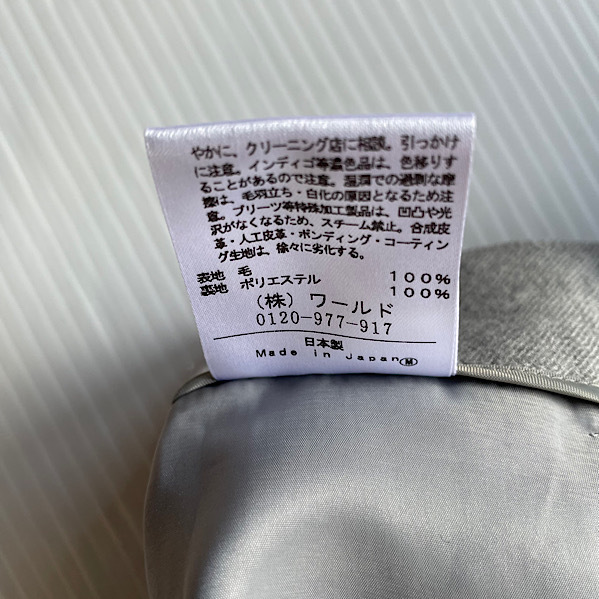 やかに、クリーニング店に相談。引っかけ
に注意。インディゴ等濃色品は、色移りす
ることがあるので注意。湿潤での過剰な摩
擦は、毛羽立ち・白化の原因となるため注
意。プリーツ等特殊加工製品は、凹凸や光
沢がなくなるため、スチーム禁止。合成皮
革・人工皮革・ボンディング・コーティン
グ生地は、徐々に劣化する。
表地 毛 100%
裏地 ポリエステル 100%
(株) ワールド
0120-977-917
日本製
Made in Japan Ⓜ